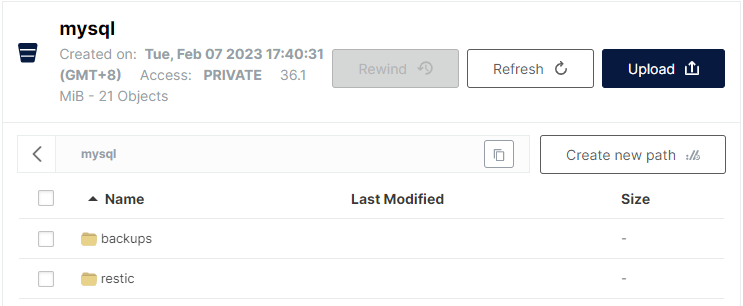 mysql
Created on: Tue, Feb 07 2023 17:40:31
(GMT+8) Access: PRIVATE 36.1
MiB - 21 Objects
Rewind
Refresh
Upload
mysql
Create new path
Name Last Modified Size
backups -
restic -